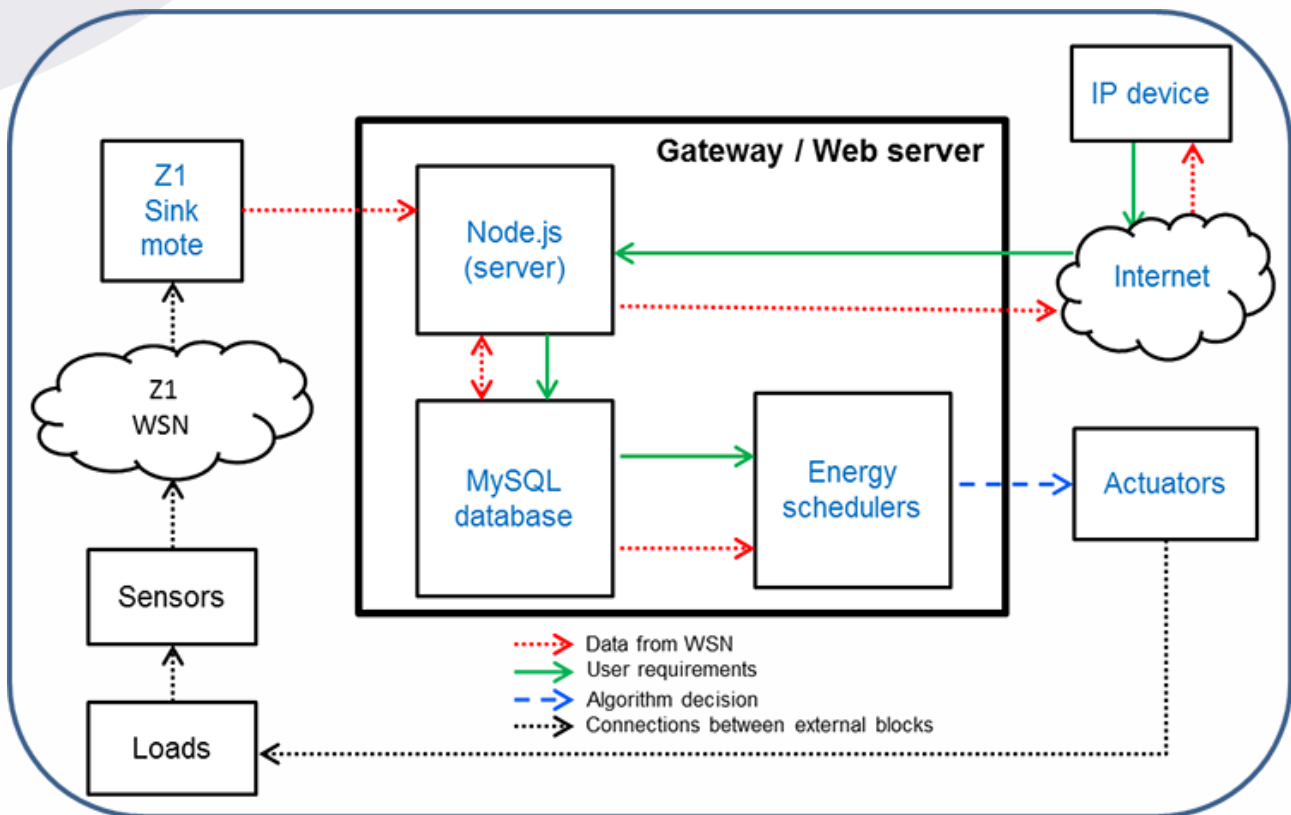 IP device
Gateway / Web server
Z1
Sink
mote
Node.js
(server)
Internet
Z1
WSN
MySQL
database
Energy
schedulers
Actuators
Sensors
Loads
Data from WSN
User requirements
Algorithm decision
Connections between external blocks